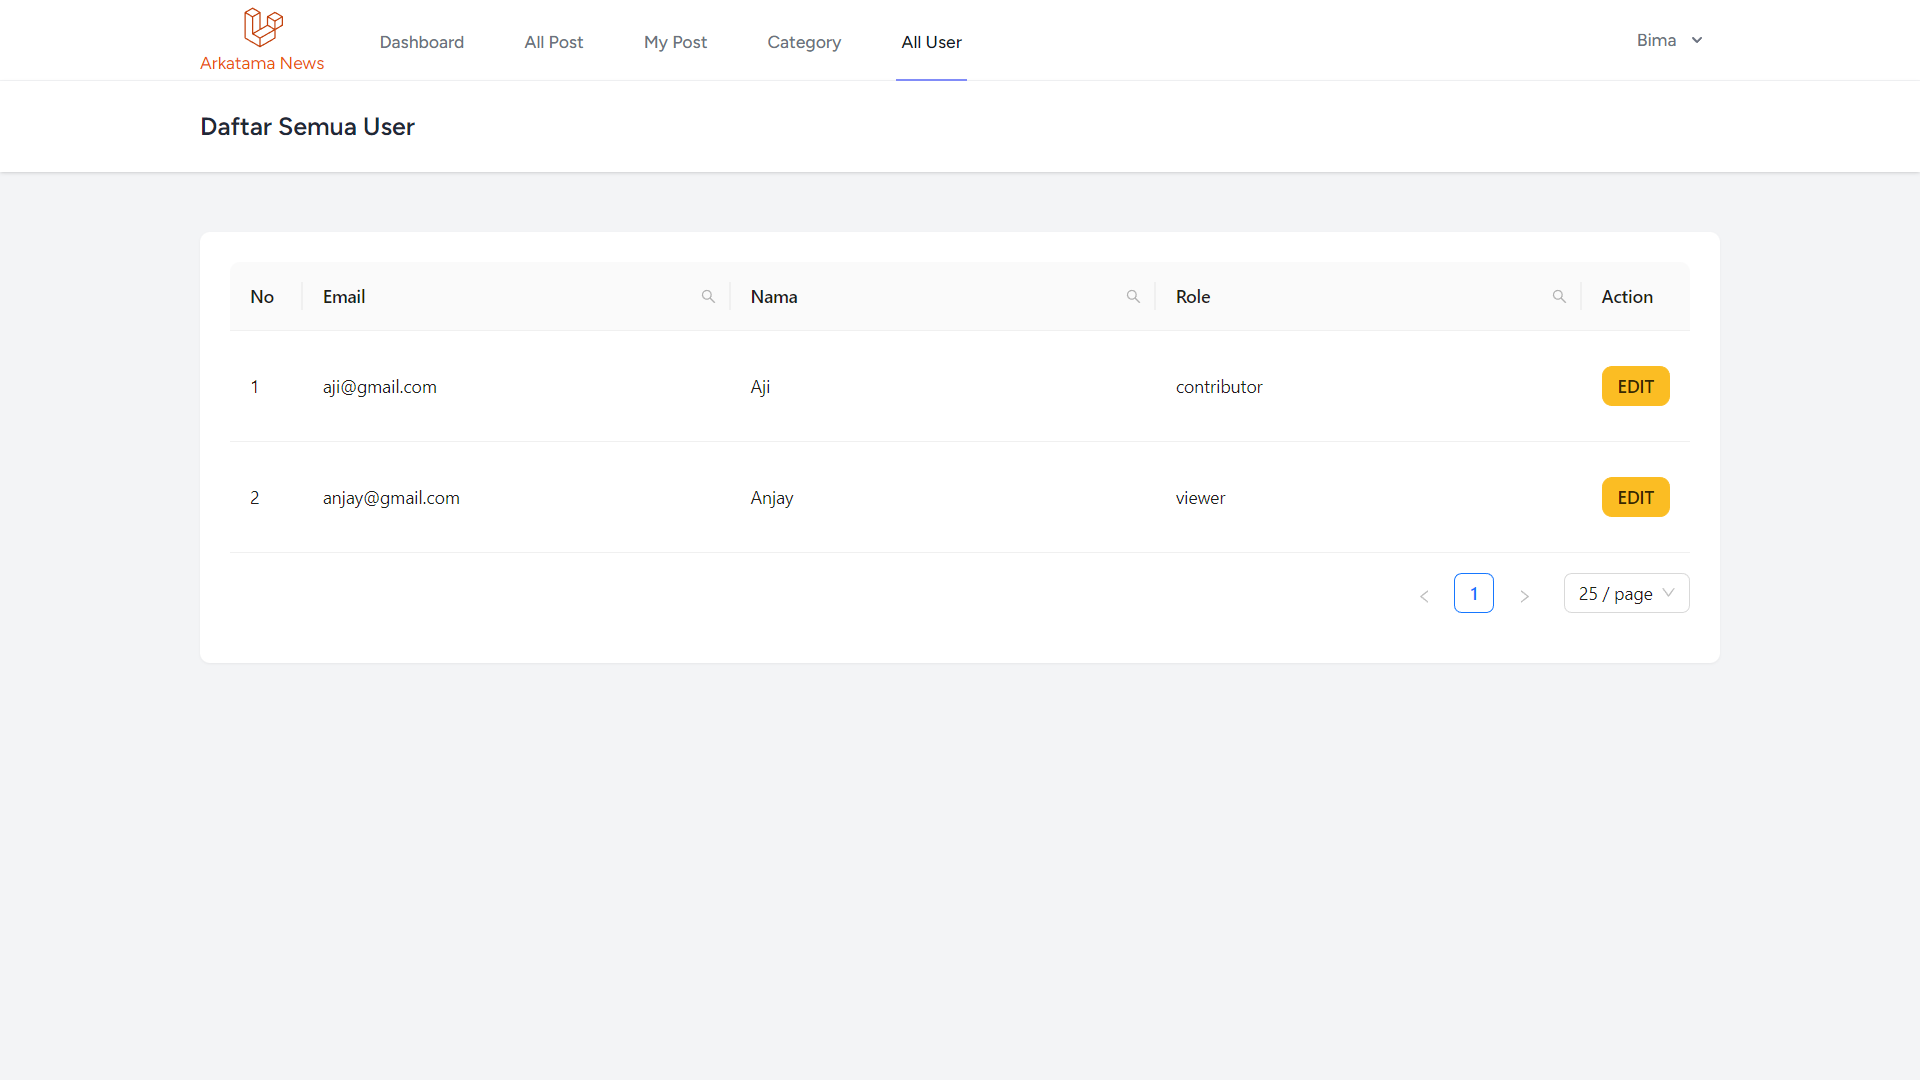 Arkatama News
Dashboard All Post My Post Category All User
Bima
Daftar Semua User
No Email Nama Role Action
1 aji@gmail.com Aji contributor EDIT
2 anjay@gmail.com Anjay viewer EDIT
< 1 > 25 / page